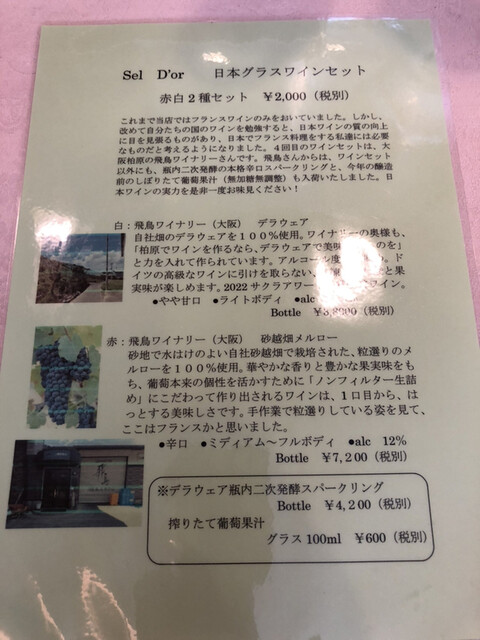 Sel D'or 日本グラスワインセット
赤白２種セット ￥2,000（税別）
これまで当店ではフランスワインのみをおいていました。しかし、
改めて自分たちの国のワインを勉強すると、日本ワインの質の向上
に目を見張るものがあり、日本でフランス料理をする私達には必要
なものだと考えるようになりました。４回目のワインセットは、大
阪柏原の飛鳥ワイナリーさんです。飛鳥さんからは、ワインセット
以外にも、瓶内二次発酵の本格辛口スパークリングと、今年の醸造
前のしぼりたて葡萄果汁（無加糖無調整）も入荷いたしました。日
本ワインの実力を是非一度お味見ください！
白：飛鳥ワイナリー（大阪） デラウェア
自社畑のデラウェアを１００％使用。ワイナリーの奥様も、
「柏原でワインを作るなら、デラウェアで美味 のを」
と力を入れて作られています。アルコール度 、ド
イツの高級なワインに引けを取らない、 と果
実味が楽しめます。2022 サクラアワー イン。
●やや甘口 ●ライトボディ ●alc
Bottle （税別）
赤：飛鳥ワイナリー（大阪） 砂越畑メルロー
砂地で水はけのよい自社砂越畑で栽培された、粒選りのメ
ルローを１００％使用。華やかな香りと豊かな果実味をも
ち、葡萄本来の個性を活かすために「ノンフィルター生詰
め」にこだわって作り出されるワインは、１口目から、は
っとする美味しさです。手作業で粒選りしている姿を見て、
ここはフランスかと思いました。
●辛口 ●ミディアム～フルボディ ●alc 12%
Bottle ￥7,200（税別）
※デラウェア瓶内二次発酵スパークリング
Bottle ￥4,200（税別）
搾りたて葡萄果汁
グラス 100ml ￥600（税別）